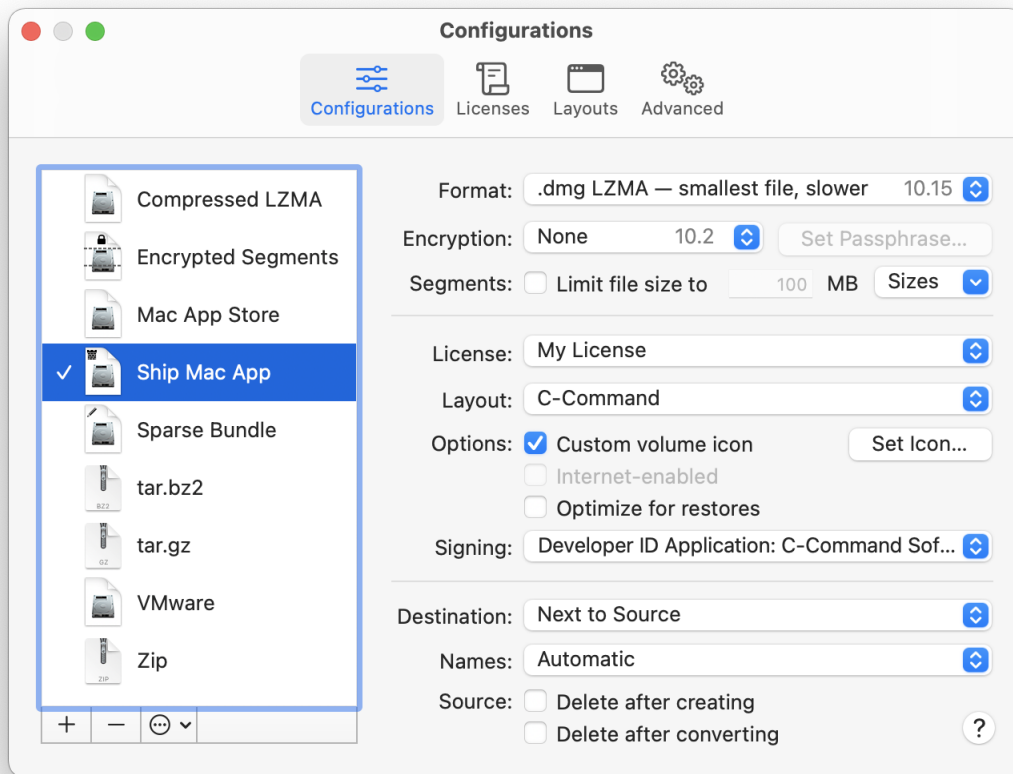 Configurations
Configurations
Licenses
Layouts
Advanced
Compressed LZMA
Encrypted Segments
Mac App Store
Ship Mac App
Sparse Bundle
BZ2
tar.bz2
GZ
tar.gz
VMware
ZIP
Zip
Format: .dmg LZMA — smallest file, slower 10.15
Encryption: None 10.2 Set Passphrase...
Segments: Limit file size to 100 MB Sizes
License: My License
Layout: C-Command
Options: Custom volume icon Set Icon...
Internet-enabled
Optimize for restores
Signing: Developer ID Application: C-Command Sof...
Destination: Next to Source
Names: Automatic
Source: Delete after creating
Delete after converting
?